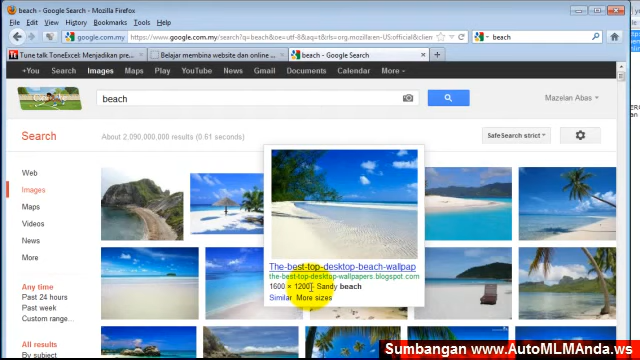 beach - Google Search - Mozilla Firefox
File Edit View History Bookmarks Tools Help
google.com.my https://www.google.com.my/search?q=beach&oe=utf-8&aq=t&rls=org.mozilla:en-US:official&clien
beach
Tune talk ToneExcel: Menjadikan pre...
Belajar membina website dan online ...
beach - Google Search
+You Search Images Maps Play YouTube News Gmail Documents Calendar More
beach
Mazelan Abas
Search
About 2,090,000,000 results (0.61 seconds)
SafeSearch strict
Web
Images
Maps
Videos
News
More
The-best-top-desktop-beach-wallpap
the-best-top-desktop-wallpapers.blogspot.com
1600 × 1200 - Sandy beach
Similar More sizes
Any time
Past 24 hours
Past week
Custom range...
All results
By subject
Sumbangan www.AutoMLMAnda.ws